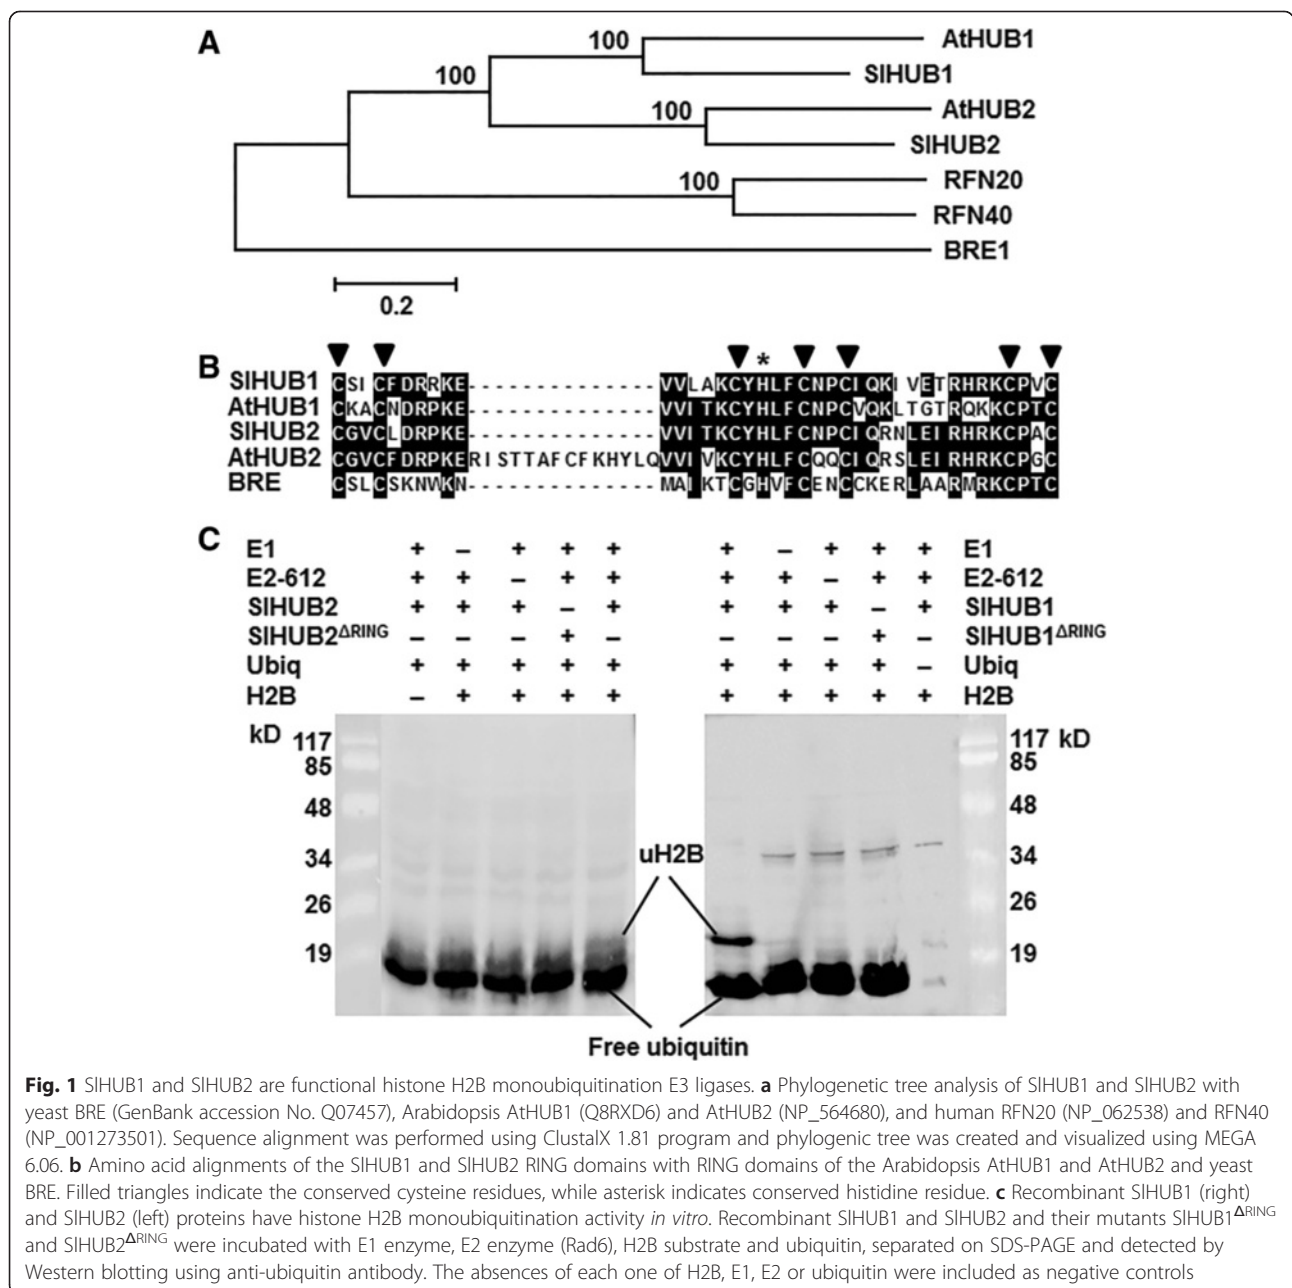 A
100
AtHUB1
100
SlHUB1
100
AtHUB2
SlHUB2
100
RFN20
RFN40
BRE1
0.2
B
*
SlHUB1 CSICFDRRKE---------------VVLAKCYHLFCNPCIQKIVETRHRKCPVC
AtHUB1 CKACNDRPKE---------------VVITKCYHLFCNPCVQKLTGTRQKKCPTC
SlHUB2 CGVCLDRPKE---------------VVITKCYHLFCNPCIQRNLEIRHRKCPAC
AtHUB2 CGVCFDRPKERISTTAFCFKHYLQVVIVKCYHLFCQQCIQRSLEIRHRKCPGC
BRE CSLCSKNWKN---------------MAIKTCGHVFCENCCKERLAARMRKCPTC
C
E1 + – + + + + – + + + E1
E2-612 + + – + + + + – + + E2-612
SlHUB2 + + + – + + + + – + SlHUB1
SlHUB2ΔRING – – – + – – – – + – SlHUB1ΔRING
Ubiq + + + + + + + + + – Ubiq
H2B – + + + + + + + + + H2B
kD 117 117 kD
85 85
48 48
34 uH2B 34
26 26
19 19
Free ubiquitin
Fig. 1 SlHUB1 and SlHUB2 are functional histone H2B monoubiquitination E3 ligases. a Phylogenetic tree analysis of SlHUB1 and SlHUB2 with
yeast BRE (GenBank accession No. Q07457), Arabidopsis AtHUB1 (Q8RXD6) and AtHUB2 (NP_564680), and human RFN20 (NP_062538) and RFN40
(NP_001273501). Sequence alignment was performed using ClustalX 1.81 program and phylogenic tree was created and visualized using MEGA
6.06. b Amino acid alignments of the SlHUB1 and SlHUB2 RING domains with RING domains of the Arabidopsis AtHUB1 and AtHUB2 and yeast
BRE. Filled triangles indicate the conserved cysteine residues, while asterisk indicates conserved histidine residue. c Recombinant SlHUB1 (right)
and SlHUB2 (left) proteins have histone H2B monoubiquitination activity in vitro. Recombinant SlHUB1 and SlHUB2 and their mutants SlHUB1ΔRING
and SlHUB2ΔRING were incubated with E1 enzyme, E2 enzyme (Rad6), H2B substrate and ubiquitin, separated on SDS-PAGE and detected by
Western blotting using anti-ubiquitin antibody. The absences of each one of H2B, E1, E2 or ubiquitin were included as negative controls